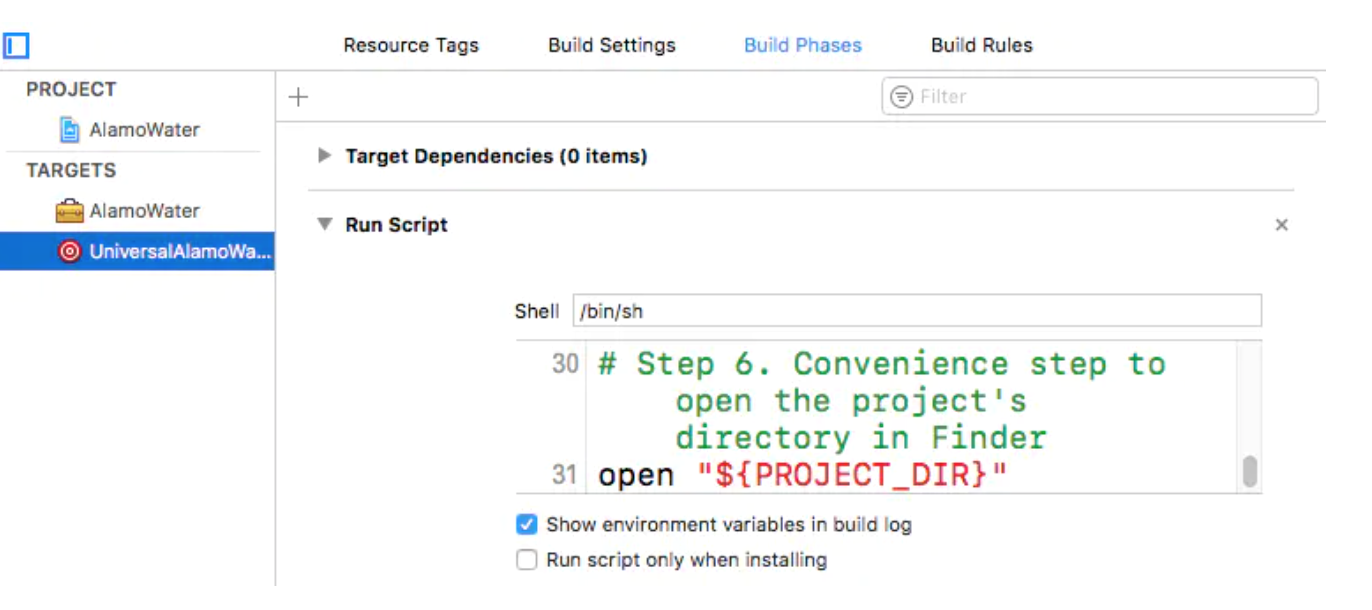 Resource Tags Build Settings Build Phases Build Rules
PROJECT
AlamoWater
TARGETS
AlamoWater
UniversalAlamoWa...
+ Filter
Target Dependencies (0 items)
Run Script ×
Shell /bin/sh
30 # Step 6. Convenience step to
open the project's
directory in Finder
31 open "${PROJECT_DIR}"
Show environment variables in build log
Run script only when installing